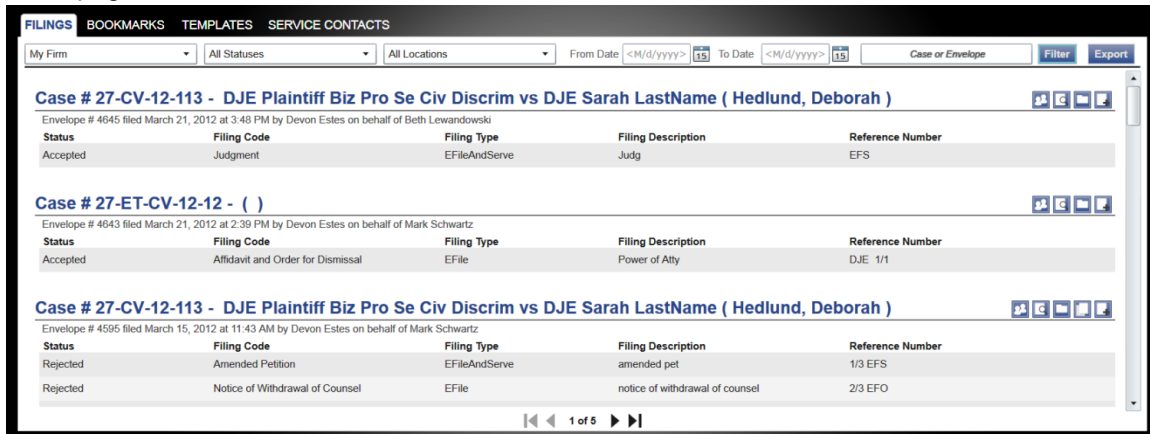 FILINGS BOOKMARKS TEMPLATES SERVICE CONTACTS
My Firm All Statuses All Locations From Date <M/d/yyyy> 15 To Date <M/d/yyyy> 15 Case or Envelope Filter Export
Case # 27-CV-12-113 - DJE Plaintiff Biz Pro Se Civ Discrim vs DJE Sarah LastName ( Hedlund, Deborah )
Envelope # 4645 filed March 21, 2012 at 3:48 PM by Devon Estes on behalf of Beth Lewandowski
Status Filing Code Filing Type Filing Description Reference Number
Accepted Judgment EFileAndServe Judg EFS
Case # 27-ET-CV-12-12 - ( )
Envelope # 4643 filed March 21, 2012 at 2:39 PM by Devon Estes on behalf of Mark Schwartz
Status Filing Code Filing Type Filing Description Reference Number
Accepted Affidavit and Order for Dismissal EFile Power of Atty DJE 1/1
Case # 27-CV-12-113 - DJE Plaintiff Biz Pro Se Civ Discrim vs DJE Sarah LastName ( Hedlund, Deborah )
Envelope # 4595 filed March 15, 2012 at 11:43 AM by Devon Estes on behalf of Mark Schwartz
Status Filing Code Filing Type Filing Description Reference Number
Rejected Amended Petition EFileAndServe amended pet 1/3 EFS
Rejected Notice of Withdrawal of Counsel EFile notice of withdrawal of counsel 2/3 EFO
1 of 5